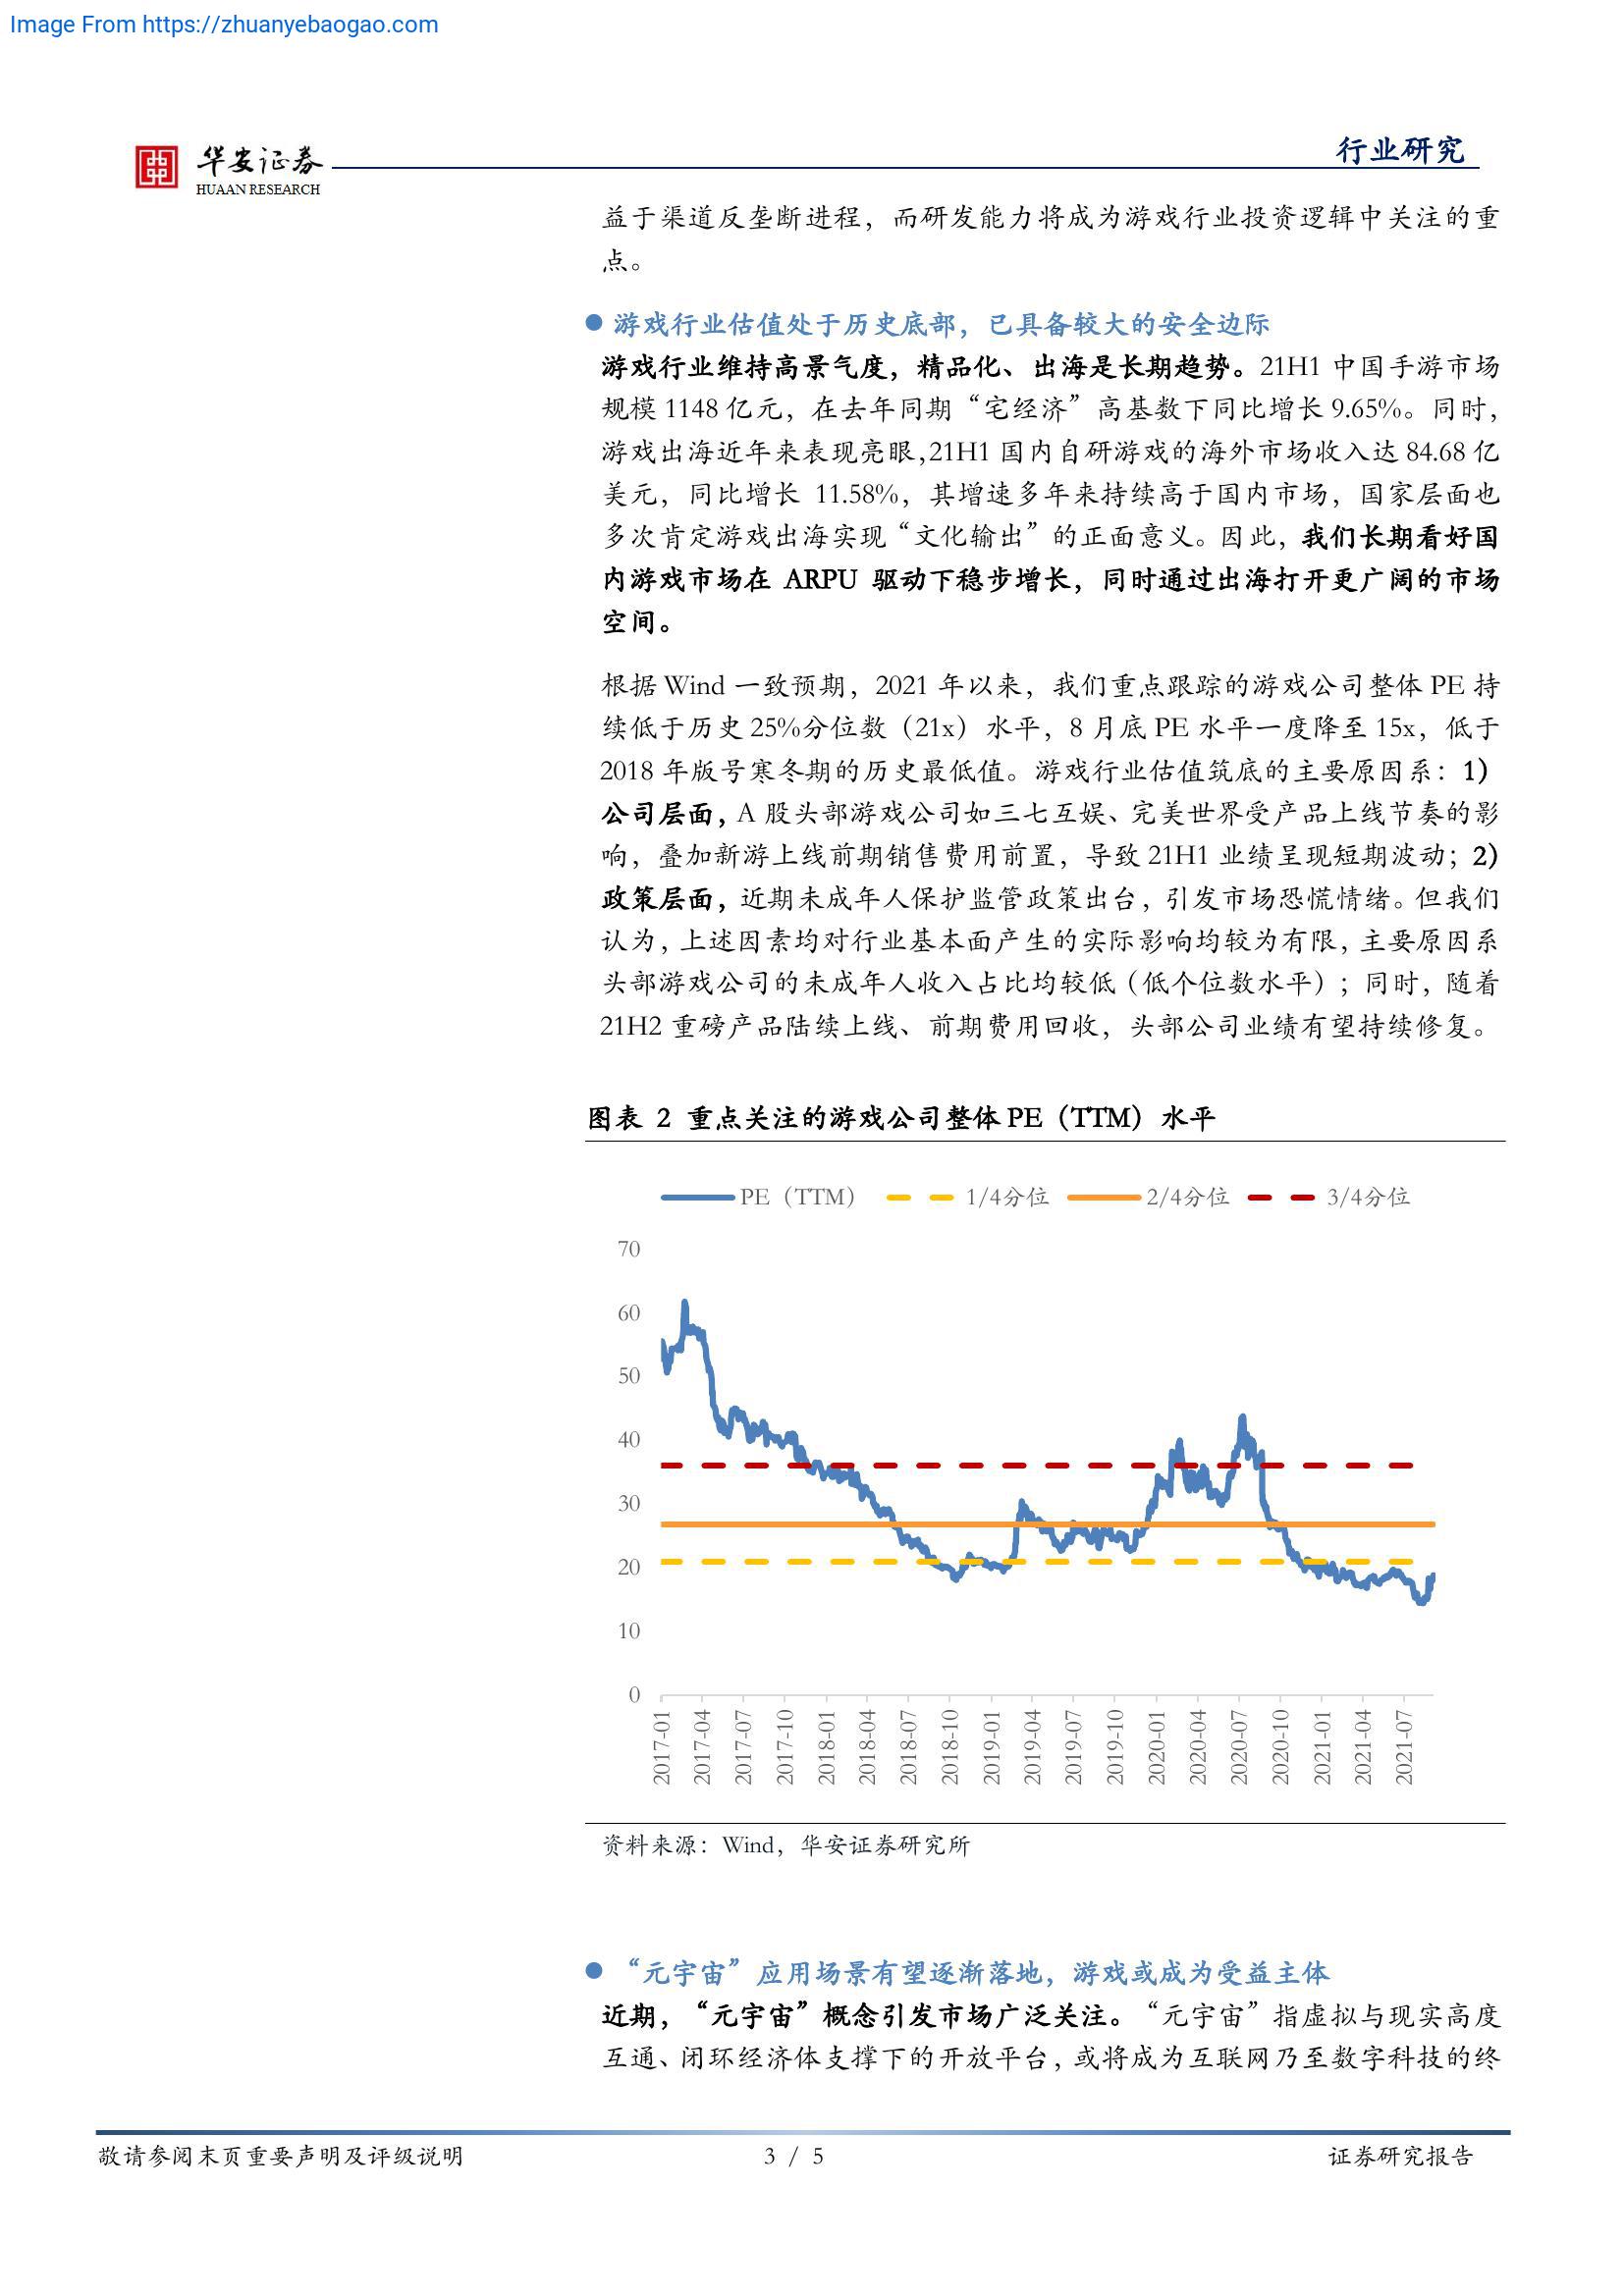 Image From https://zhuanyebaogao.com
华安证券
HUAAN RESEARCH
行业研究
益于渠道反垄断进程，而研发能力将成为游戏行业投资逻辑中关注的重
点。
● 游戏行业估值处于历史底部，已具备较大的安全边际
游戏行业维持高景气度，精品化、出海是长期趋势。21H1 中国手游市场
规模 1148 亿元，在去年同期“宅经济”高基数下同比增长 9.65%。同时，
游戏出海近年来表现亮眼,21H1 国内自研游戏的海外市场收入达 84.68 亿
美元，同比增长 11.58%，其增速多年来持续高于国内市场，国家层面也
多次肯定游戏出海实现“文化输出”的正面意义。因此，我们长期看好国
内游戏市场在 ARPU 驱动下稳步增长，同时通过出海打开更广阔的市场
空间。
根据 Wind 一致预期，2021 年以来，我们重点跟踪的游戏公司整体 PE 持
续低于历史 25%分位数（21x）水平，8 月底 PE 水平一度降至 15x，低于
2018 年版号寒冬期的历史最低值。游戏行业估值筑底的主要原因系：1）
公司层面，A 股头部游戏公司如三七互娱、完美世界受产品上线节奏的影
响，叠加新游上线前期销售费用前置，导致 21H1 业绩呈现短期波动；2）
政策层面，近期未成年人保护监管政策出台，引发市场恐慌情绪。但我们
认为，上述因素均对行业基本面产生的实际影响均较为有限，主要原因系
头部游戏公司的未成年人收入占比均较低（低个位数水平）；同时，随着
21H2 重磅产品陆续上线、前期费用回收，头部公司业绩有望持续修复。
图表 2 重点关注的游戏公司整体 PE（TTM）水平
PE（TTM） 1/4分位 2/4分位 3/4分位
70
60
50
40
30
20
10
0
2017-01 2017-04 2017-07 2017-10 2018-01 2018-04 2018-07 2018-10 2019-01 2019-04 2019-07 2019-10 2020-01 2020-04 2020-07 2020-10 2021-01 2021-04 2021-07
资料来源：Wind，华安证券研究所
● “元宇宙”应用场景有望逐渐落地，游戏或成为受益主体
近期，“元宇宙”概念引发市场广泛关注。“元宇宙”指虚拟与现实高度
互通、闭环经济体支撑下的开放平台，或将成为互联网乃至数字科技的终
敬请参阅末页重要声明及评级说明 3 / 5 证券研究报告